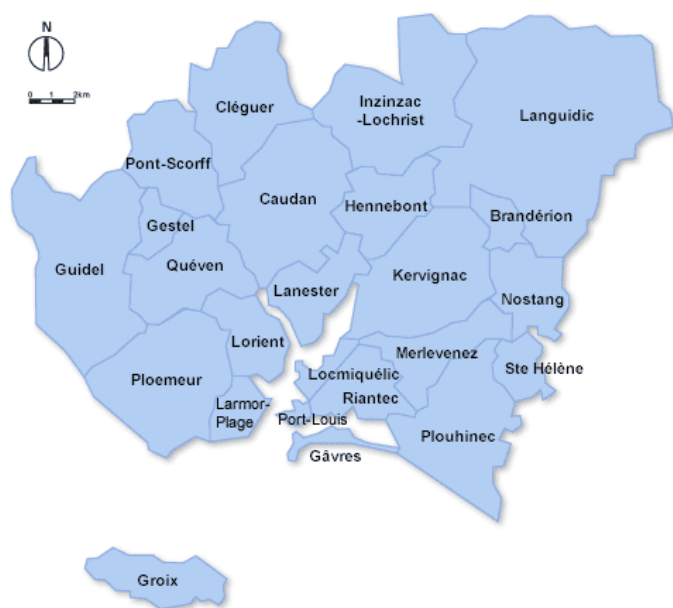 N
0 1 2km
Cléguer
Inzinzac
-Lochrist
Languidic
Pont-Scorff
Caudan
Hennebont
Brandérion
Gestel
Quéven
Guidel
Kervignac
Lanester
Nostang
Lorient
Merlevenez
Ste Hélène
Ploemeur
Locmiquélic
Riantec
Larmor-
Plage
Port-Louis
Plouhinec
Gâvres
Groix